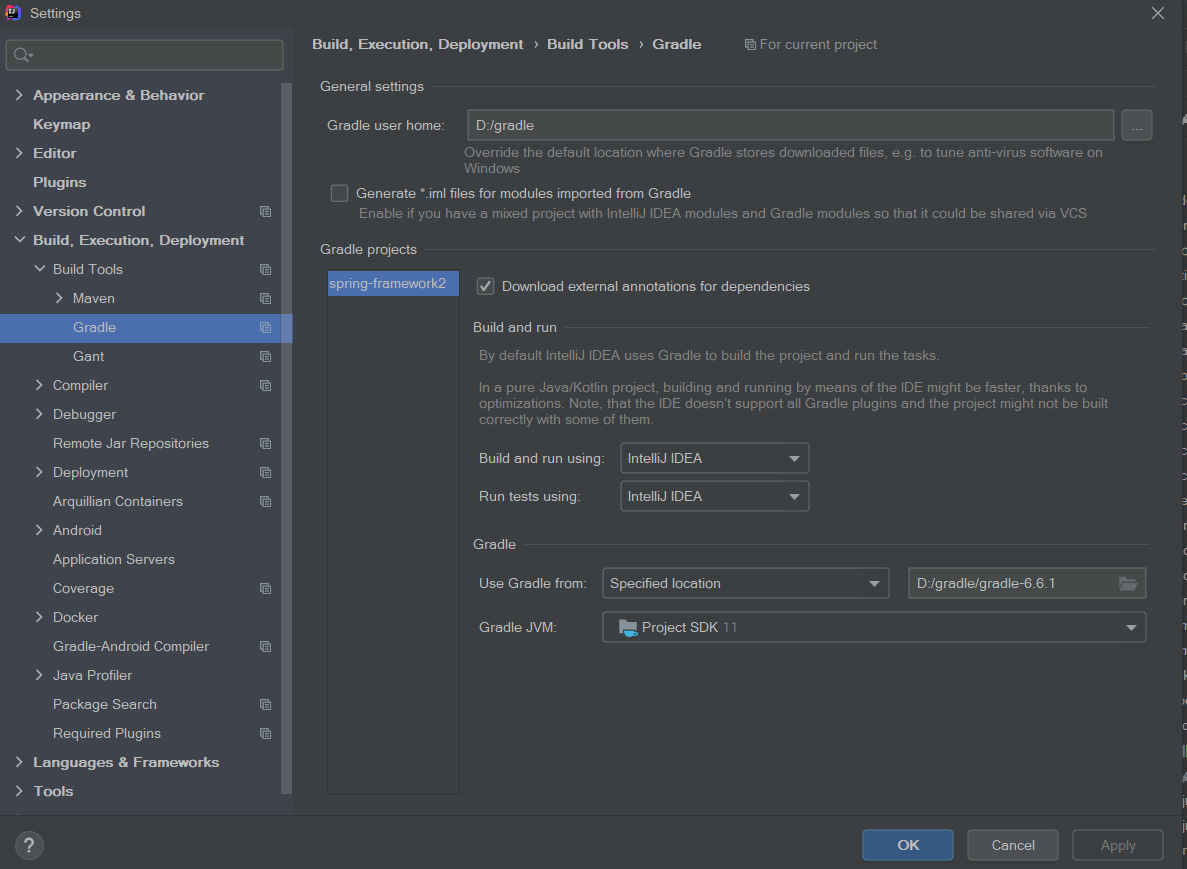 Settings
Build, Execution, Deployment › Build Tools › Gradle
For current project
Appearance & Behavior
Keymap
Editor
Plugins
Version Control
Build, Execution, Deployment
Build Tools
Maven
Gradle
Gant
Compiler
Debugger
Remote Jar Repositories
Deployment
Arquillian Containers
Android
Application Servers
Coverage
Docker
Gradle-Android Compiler
Java Profiler
Package Search
Required Plugins
Languages & Frameworks
Tools
General settings
Gradle user home:
D:/gradle
...
Override the default location where Gradle stores downloaded files, e.g. to tune anti-virus software on
Windows
Generate *.iml files for modules imported from Gradle
Enable if you have a mixed project with IntelliJ IDEA modules and Gradle modules so that it could be shared via VCS
Gradle projects
spring-framework2
Download external annotations for dependencies
Build and run
By default IntelliJ IDEA uses Gradle to build the project and run the tasks.
In a pure Java/Kotlin project, building and running by means of the IDE might be faster, thanks to
optimizations. Note, that the IDE doesn't support all Gradle plugins and the project might not be built
correctly with some of them.
Build and run using: IntelliJ IDEA
Run tests using: IntelliJ IDEA
Gradle
Use Gradle from: Specified location D:/gradle/gradle-6.6.1
Gradle JVM: Project SDK 11
?
OK
Cancel
Apply